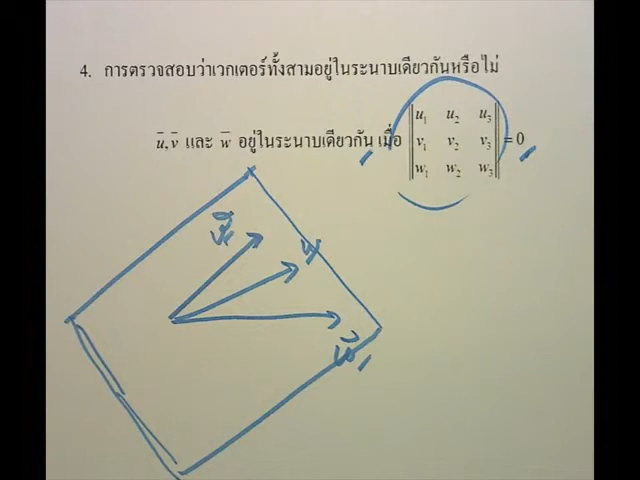 4. การตรวจสอบว่าเวกเตอร์ทั้งสามอยู่ในระนาบเดียวกันหรือไม่
u̅, v̅ และ w̅ อยู่ในระนาบเดียวกัน เมื่อ
u₁ u₂ u₃
v₁ v₂ v₃ = 0
w₁ w₂ w₃